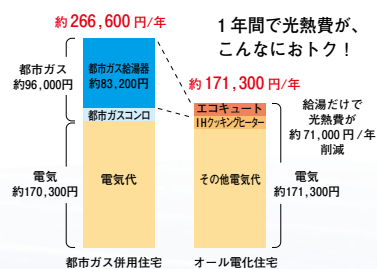 約266,600円/年
1年間で光熱費が、
こんなにおトク！
都市ガス
約96,000円
都市ガス給湯器
約83,200円
都市ガスコンロ
電気
約170,300円
電気代
都市ガス併用住宅
約171,300円/年
エコキュート
IHクッキングヒーター
その他電気代
オール電化住宅
給湯だけで
光熱費が
約71,000円/年
削減
電気
約171,300円